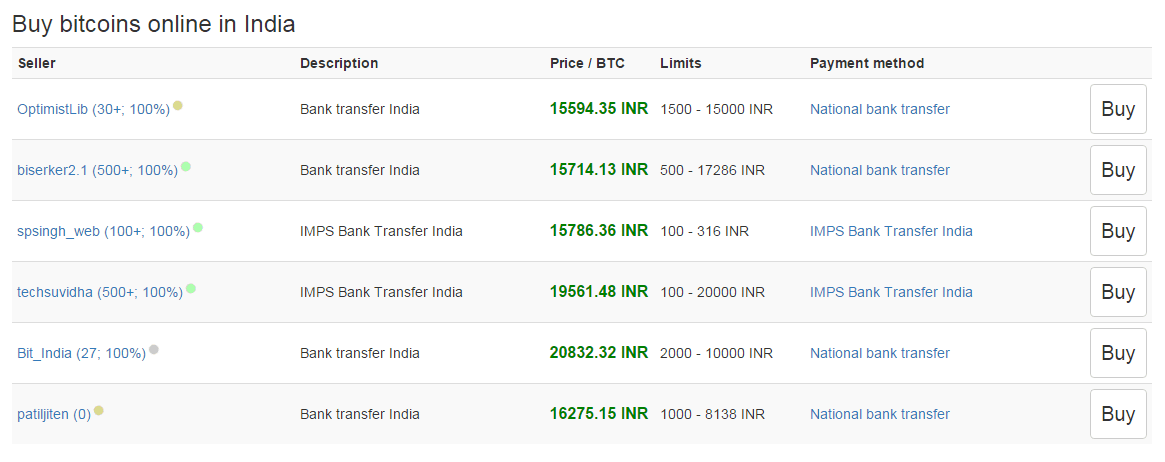 Buy bitcoins online in India
Seller Description Price / BTC Limits Payment method
OptimistLib (30+; 100%) Bank transfer India 15594.35 INR 1500 - 15000 INR National bank transfer Buy
biserker2.1 (500+; 100%) Bank transfer India 15714.13 INR 500 - 17286 INR National bank transfer Buy
spsingh_web (100+; 100%) IMPS Bank Transfer India 15786.36 INR 100 - 316 INR IMPS Bank Transfer India Buy
techsuvidha (500+; 100%) IMPS Bank Transfer India 19561.48 INR 100 - 20000 INR IMPS Bank Transfer India Buy
Bit_India (27; 100%) Bank transfer India 20832.32 INR 2000 - 10000 INR National bank transfer Buy
patiljiten (0) Bank transfer India 16275.15 INR 1000 - 8138 INR National bank transfer Buy